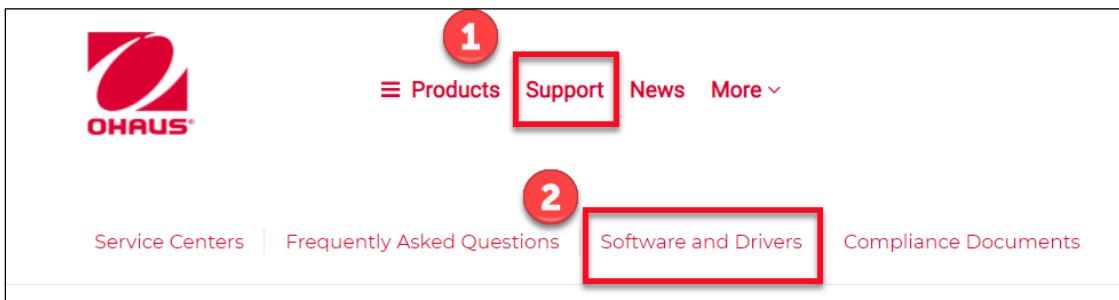 1
≡ Products Support News More
OHAUS®
2
Service Centers Frequently Asked Questions Software and Drivers Compliance Documents